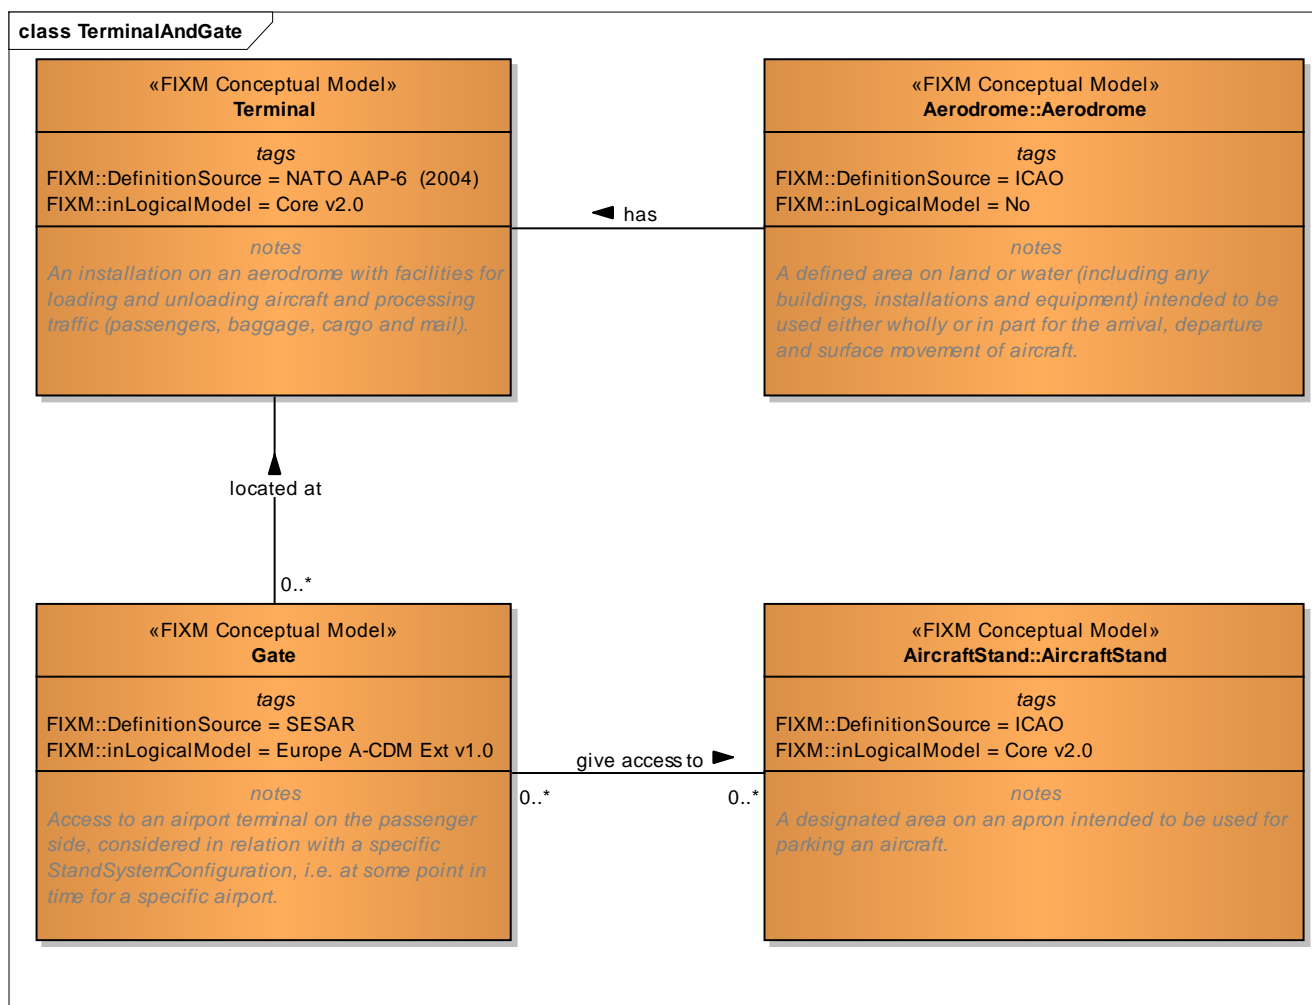 class TerminalAndGate
«FIXM Conceptual Model»
Terminal
tags
FIXM::DefinitionSource = NATO AAP-6 (2004)
FIXM::inLogicalModel = Core v2.0
notes
An installation on an aerodrome with facilities for
loading and unloading aircraft and processing
traffic (passengers, baggage, cargo and mail).
«FIXM Conceptual Model»
Aerodrome::Aerodrome
tags
FIXM::DefinitionSource = ICAO
FIXM::inLogicalModel = No
notes
A defined area on land or water (including any
buildings, installations and equipment) intended to be
used either wholly or in part for the arrival, departure
and surface movement of aircraft.
has
located at
0..*
«FIXM Conceptual Model»
Gate
tags
FIXM::DefinitionSource = SESAR
FIXM::inLogicalModel = Europe A-CDM Ext v1.0
notes
Access to an airport terminal on the passenger
side, considered in relation with a specific
StandSystemConfiguration, i.e. at some point in
time for a specific airport.
give access to
0..*
0..*
«FIXM Conceptual Model»
AircraftStand::AircraftStand
tags
FIXM::DefinitionSource = ICAO
FIXM::inLogicalModel = Core v2.0
notes
A designated area on an apron intended to be used for
parking an aircraft.